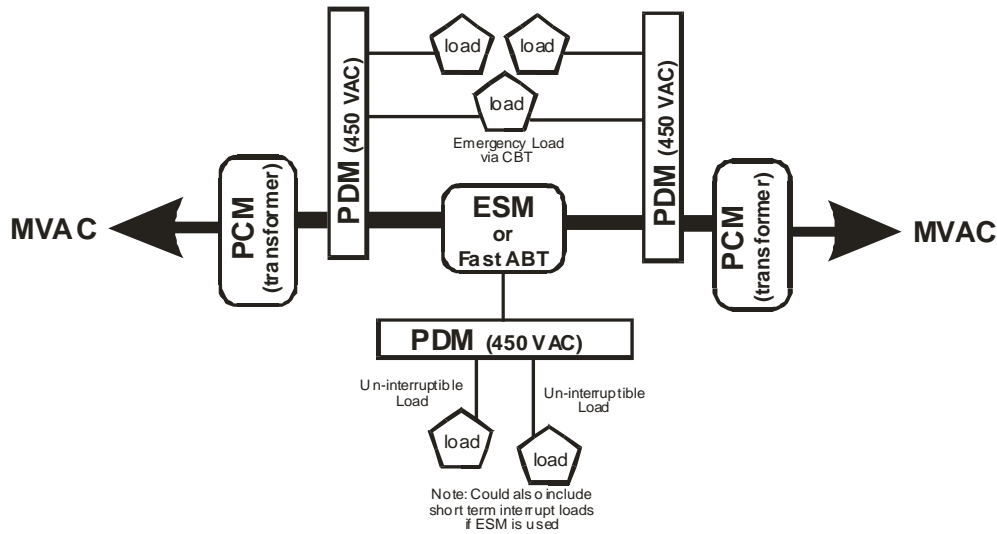 load
load
PDM (450 VAC)
PDM (450 VAC)
load
Emergency Load
via CBT
MVAC
PCM
(transformer)
ESM
or
Fast ABT
PCM
(transformer)
MVAC
PDM (450 VAC)
Un-interruptible
Load
Un-interruptible
Load
load
load
Note: Could also include
short term interrupt loads
if ESM is used